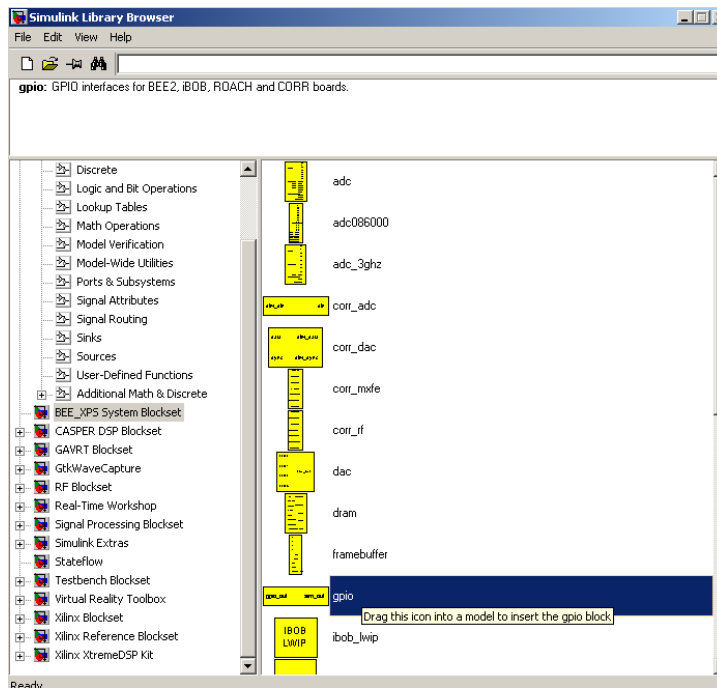 Simulink Library Browser
File Edit View Help
gpio: GPIO interfaces for BEE2, iBOB, ROACH and CORR boards.
Discrete
Logic and Bit Operations
Lookup Tables
Math Operations
Model Verification
Model-Wide Utilities
Ports & Subsystems
Signal Attributes
Signal Routing
Sinks
Sources
User-Defined Functions
Additional Math & Discrete
BEE_XPS System Blockset
CASPER DSP Blockset
GAVRT Blockset
GtkWaveCapture
RF Blockset
Real-Time Workshop
Signal Processing Blockset
Simulink Extras
Stateflow
Testbench Blockset
Virtual Reality Toolbox
Xilinx Blockset
Xilinx Reference Blockset
Xilinx XtremeDSP Kit
adc
adc086000
adc_3ghz
corr_adc
corr_dac
corr_mxfe
corr_rf
dac
dram
framebuffer
gpio_out sim_out gpio
Drag this icon into a model to insert the gpio block
IBOB
LWIP
ibob_lwip
Ready